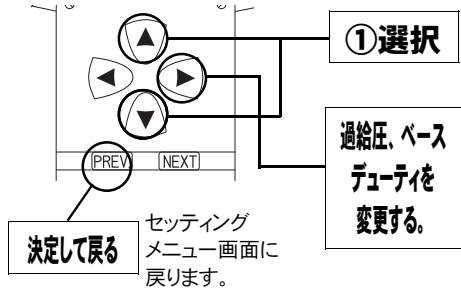 ①選択
過給圧、ベース
デューティを
変更する。
PREV
NEXT
決定して戻る
セッティング
メニュー画面に
戻ります。